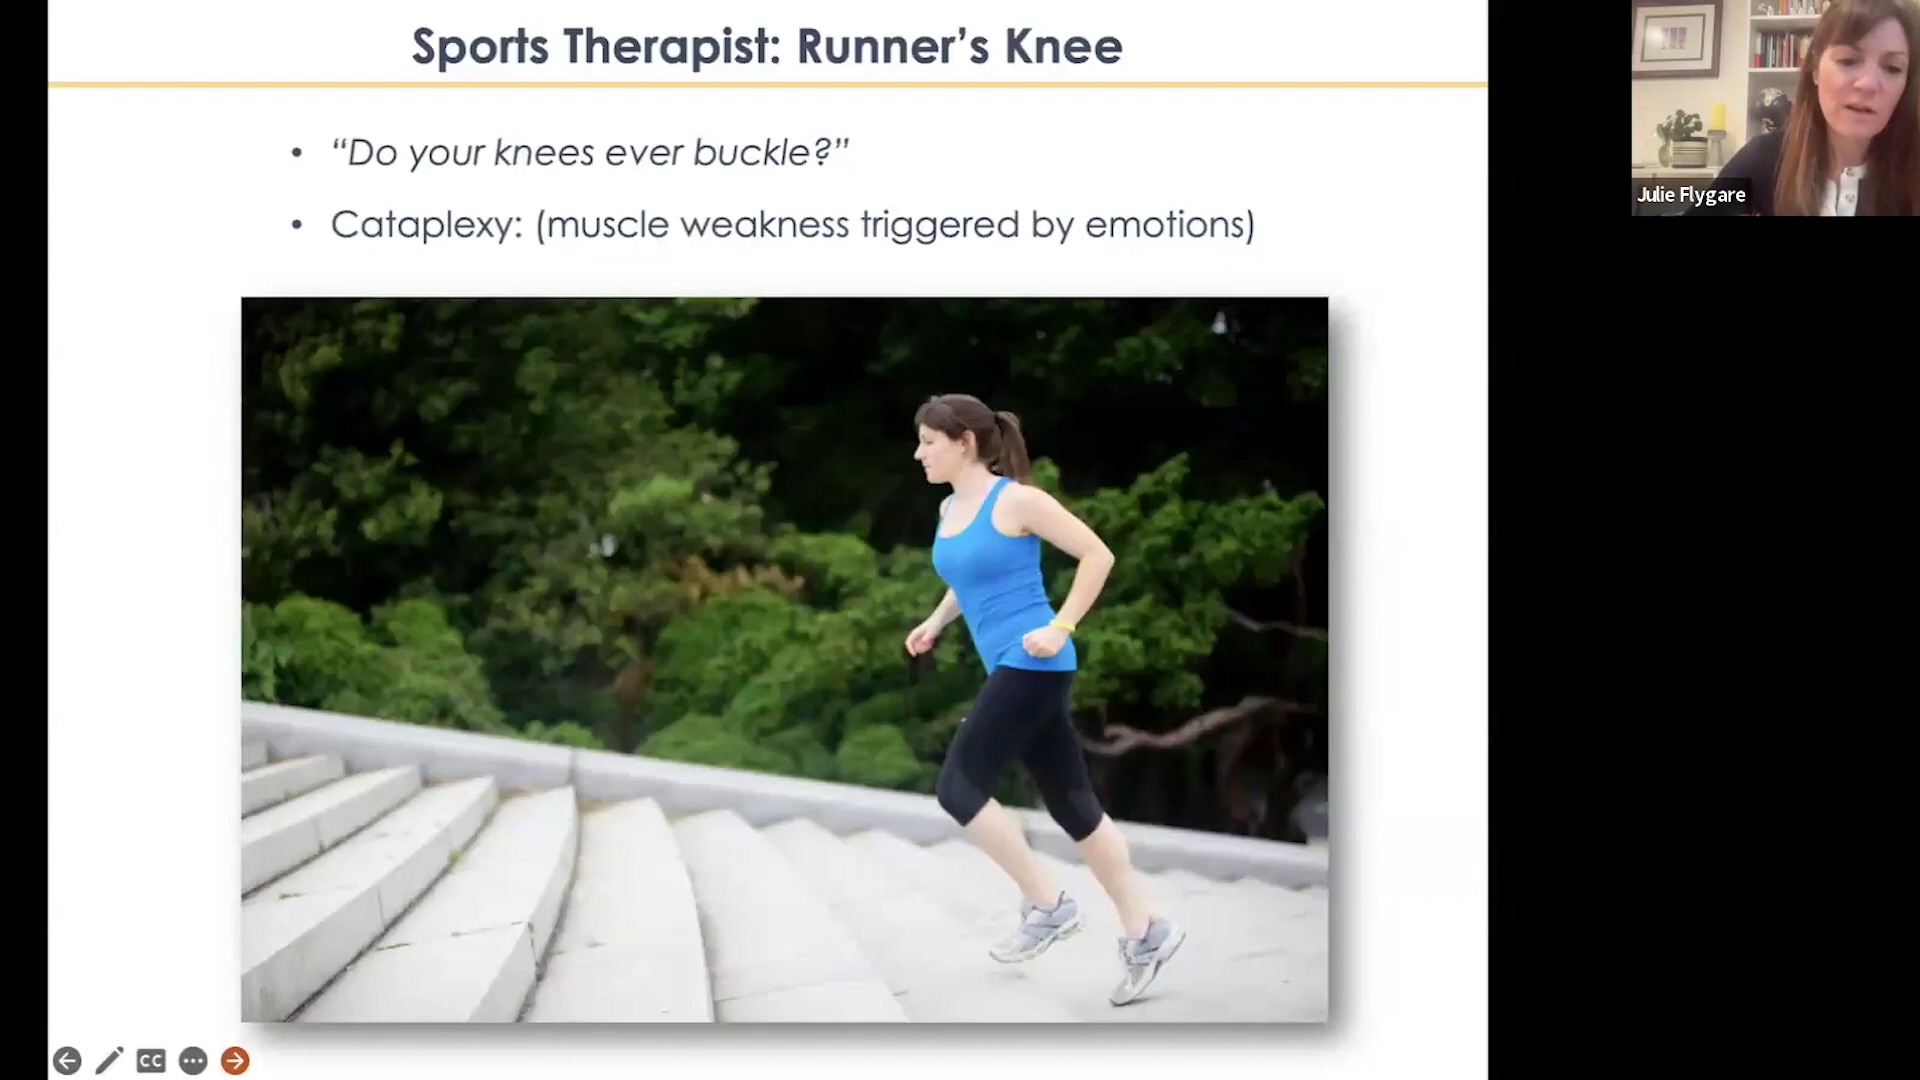 Sports Therapist: Runner’s Knee
• “Do your knees ever buckle?”
• Cataplexy: (muscle weakness triggered by emotions)
Julie Flygare
CC